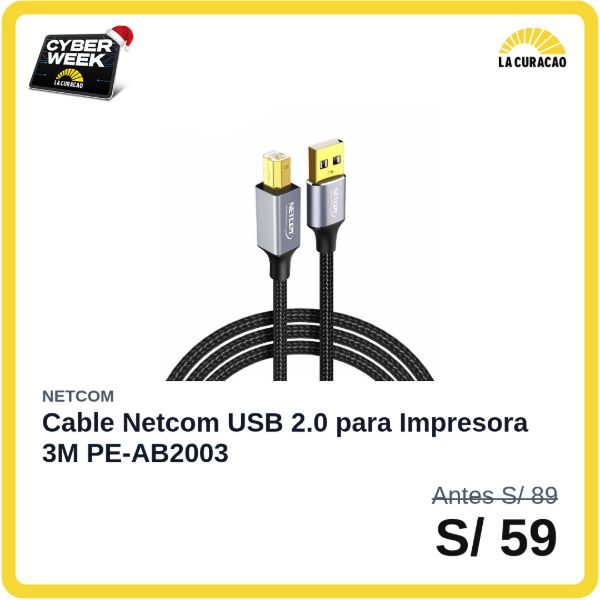 CYBER
WEEK
LA CURACAO
LA CURACAO
NETCOM
NETCOM
Cable Netcom USB 2.0 para Impresora
3M PE-AB2003
Antes S/ 89
S/ 59